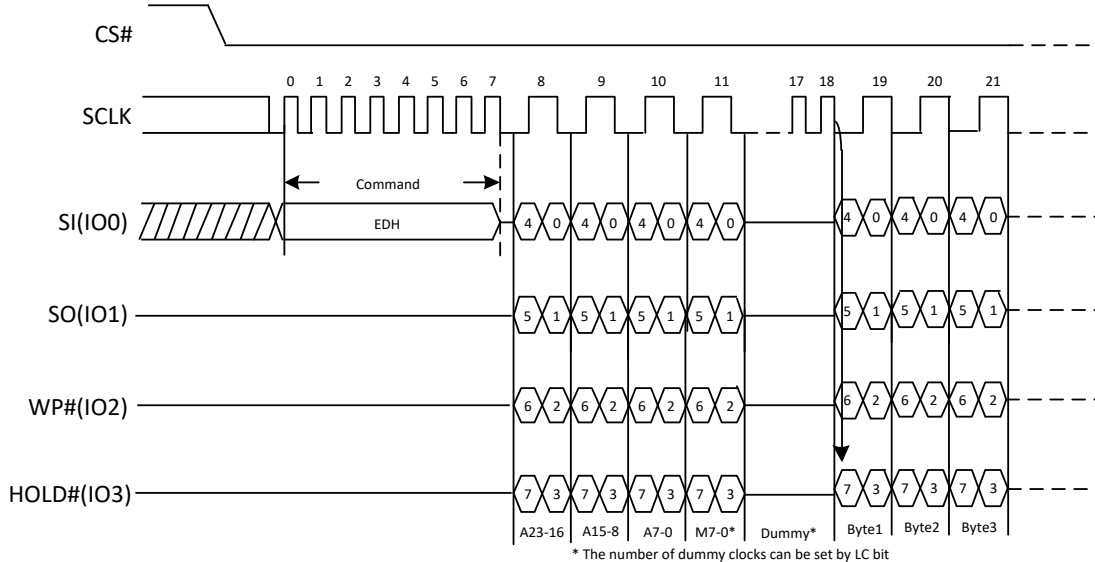 CS#
0 1 2 3 4 5 6 7 8 9 10 11 17 18 19 20 21
SCLK
Command
SI(IO0) EDH 4 0 4 0 4 0 4 0 4 0 4 0 4 0
SO(IO1) 5 1 5 1 5 1 5 1 5 1 5 1 5 1
WP#(IO2) 6 2 6 2 6 2 6 2 6 2 6 2 6 2
HOLD#(IO3) 7 3 7 3 7 3 7 3 7 3 7 3 7 3
A23-16 A15-8 A7-0 M7-0* Dummy* Byte1 Byte2 Byte3
* The number of dummy clocks can be set by LC bit